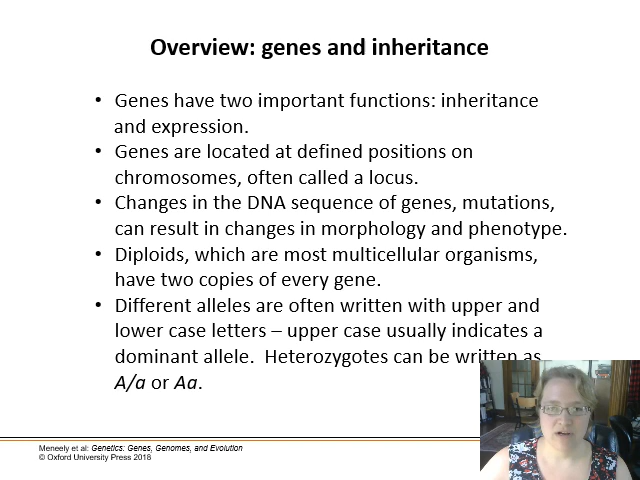 Overview: genes and inheritance
• Genes have two important functions: inheritance
and expression.
• Genes are located at defined positions on
chromosomes, often called a locus.
• Changes in the DNA sequence of genes, mutations,
can result in changes in morphology and phenotype.
• Diploids, which are most multicellular organisms,
have two copies of every gene.
• Different alleles are often written with upper and
lower case letters – upper case usually indicates a
dominant allele.  Heterozygotes can be written as
A/a or Aa.
Meneely et al: Genetics: Genes, Genomes, and Evolution
© Oxford University Press 2018